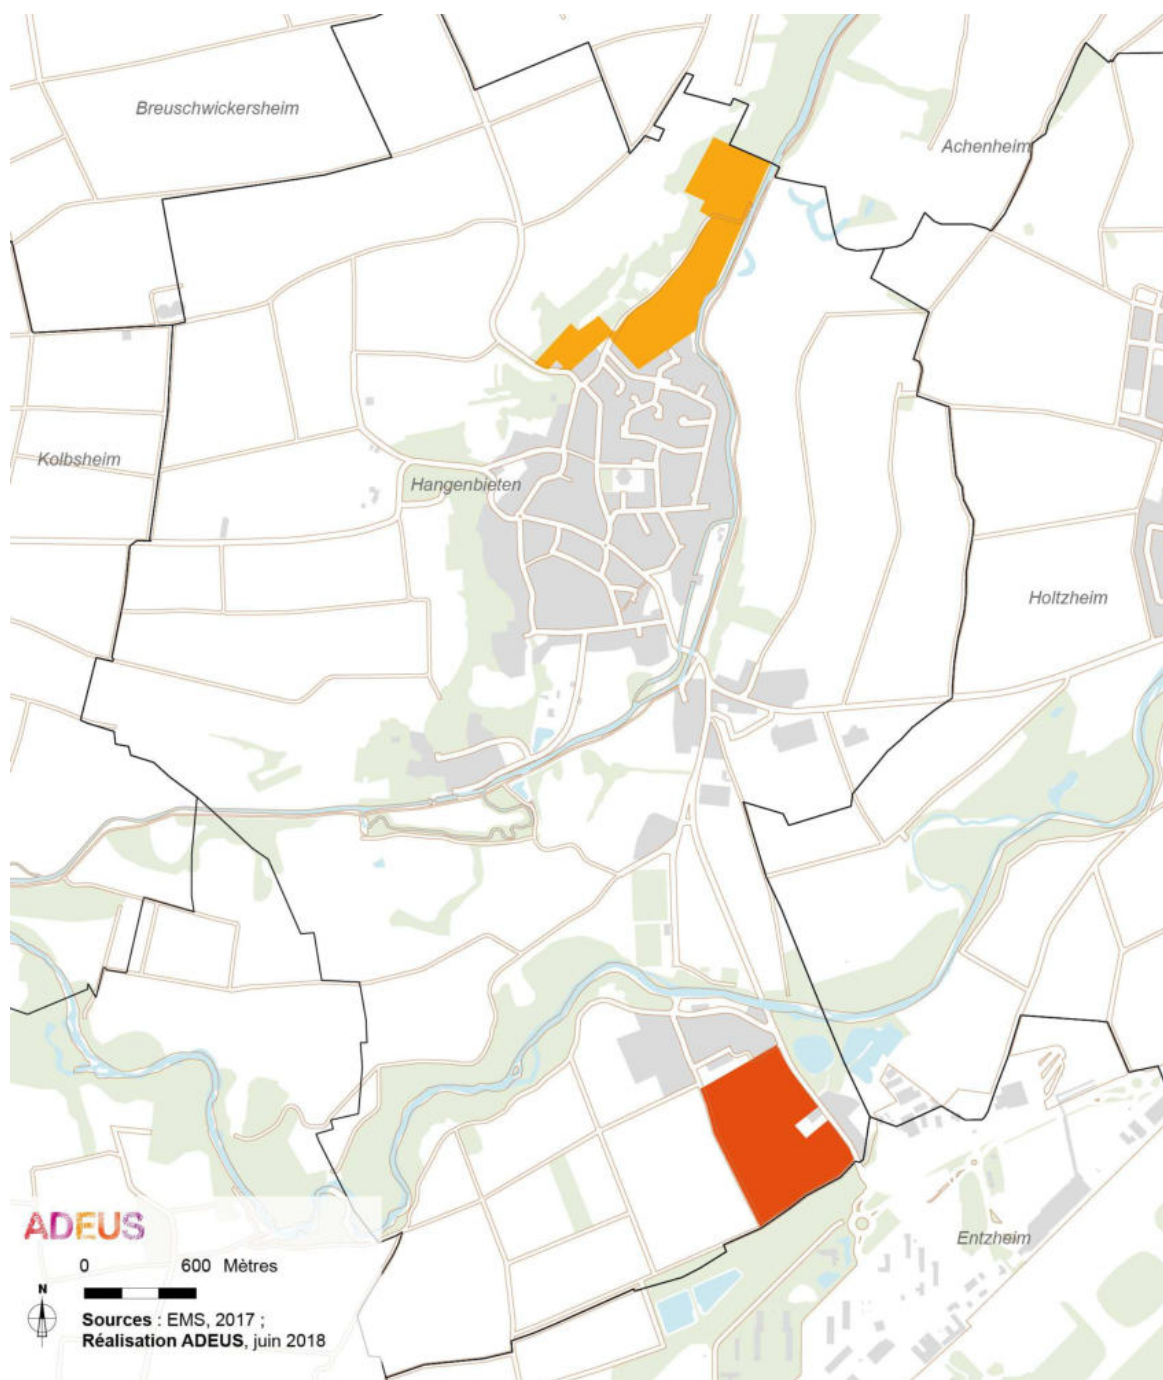 Breuschwickersheim
Achenheim
Kolbsheim
Hangenbieten
Holtzheim
Entzheim
ADEUS
0 600 Mètres
N
Sources : EMS, 2017 ;
Réalisation ADEUS, juin 2018